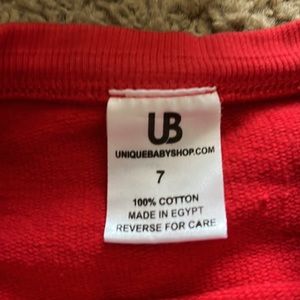 UB
UNIQUEBABYSHOP.COM
7
100% COTTON
MADE IN EGYPT
REVERSE FOR CARE